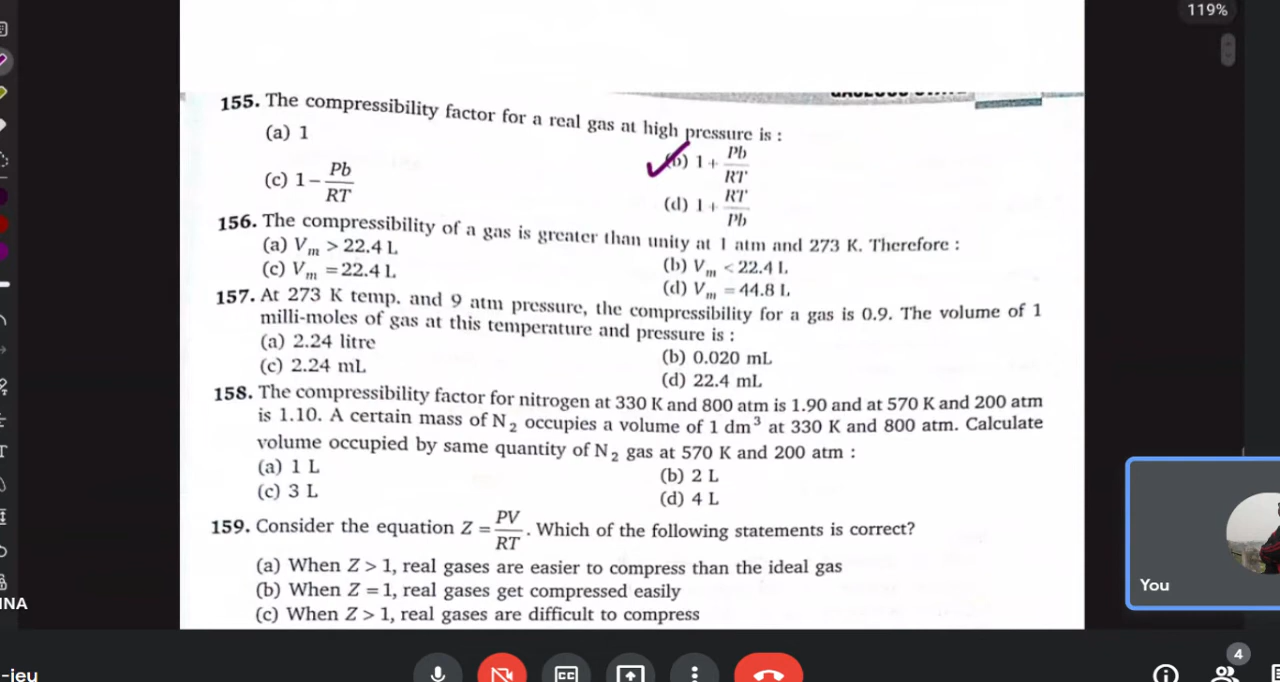 119%
155. The compressibility factor for a real gas at high pressure is :
(a) 1
(b) 1 + Pb/RT
(c) 1 - Pb/RT
(d) 1 + RT/Pb
156. The compressibility of a gas is greater than unity at 1 atm and 273 K. Therefore :
(a) Vm > 22.4 L
(b) Vm < 22.4 L
(c) Vm = 22.4 L
(d) Vm = 44.8 L
157. At 273 K temp. and 9 atm pressure, the compressibility for a gas is 0.9. The volume of 1
milli-moles of gas at this temperature and pressure is :
(a) 2.24 litre
(b) 0.020 mL
(c) 2.24 mL
(d) 22.4 mL
158. The compressibility factor for nitrogen at 330 K and 800 atm is 1.90 and at 570 K and 200 atm
is 1.10. A certain mass of N2 occupies a volume of 1 dm³ at 330 K and 800 atm. Calculate
volume occupied by same quantity of N2 gas at 570 K and 200 atm :
(a) 1 L
(b) 2 L
(c) 3 L
(d) 4 L
159. Consider the equation Z = PV/RT. Which of the following statements is correct?
(a) When Z > 1, real gases are easier to compress than the ideal gas
(b) When Z = 1, real gases get compressed easily
(c) When Z > 1, real gases are difficult to compress
You
INA
4
-jeu
CC